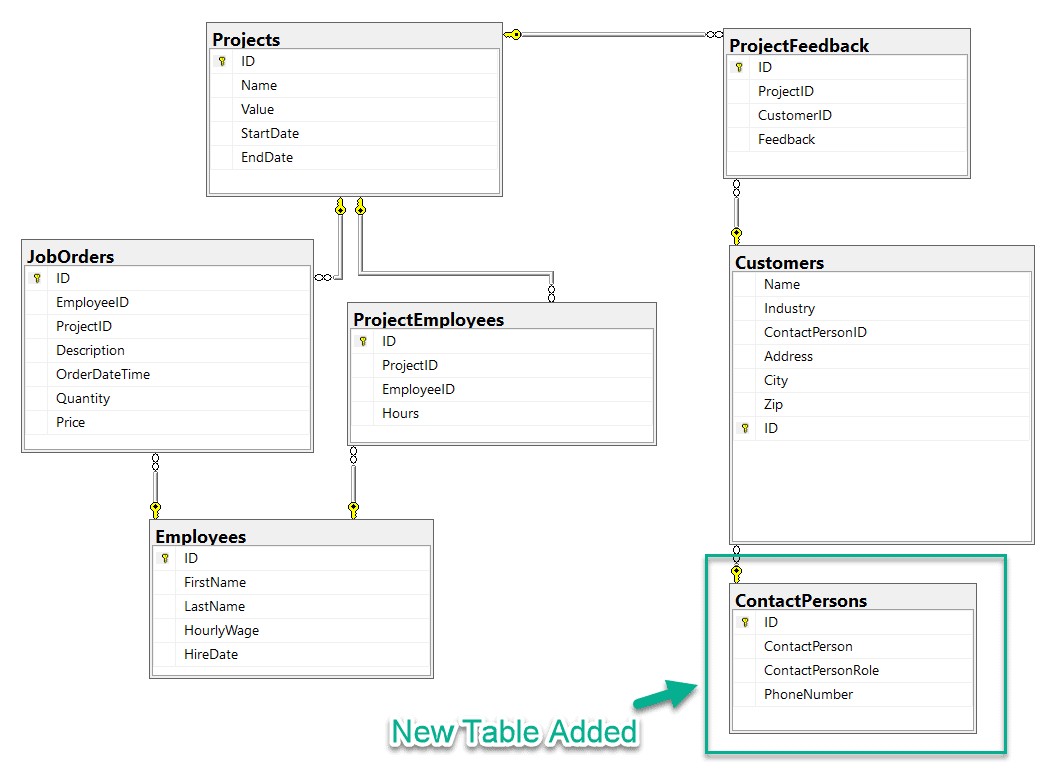 Projects
ID
Name
Value
StartDate
EndDate
ProjectFeedback
ID
ProjectID
CustomerID
Feedback
JobOrders
ID
EmployeeID
ProjectID
Description
OrderDateTime
Quantity
Price
ProjectEmployees
ID
ProjectID
EmployeeID
Hours
Customers
Name
Industry
ContactPersonID
Address
City
Zip
ID
Employees
ID
FirstName
LastName
HourlyWage
HireDate
ContactPersons
ID
ContactPerson
ContactPersonRole
PhoneNumber
New Table Added